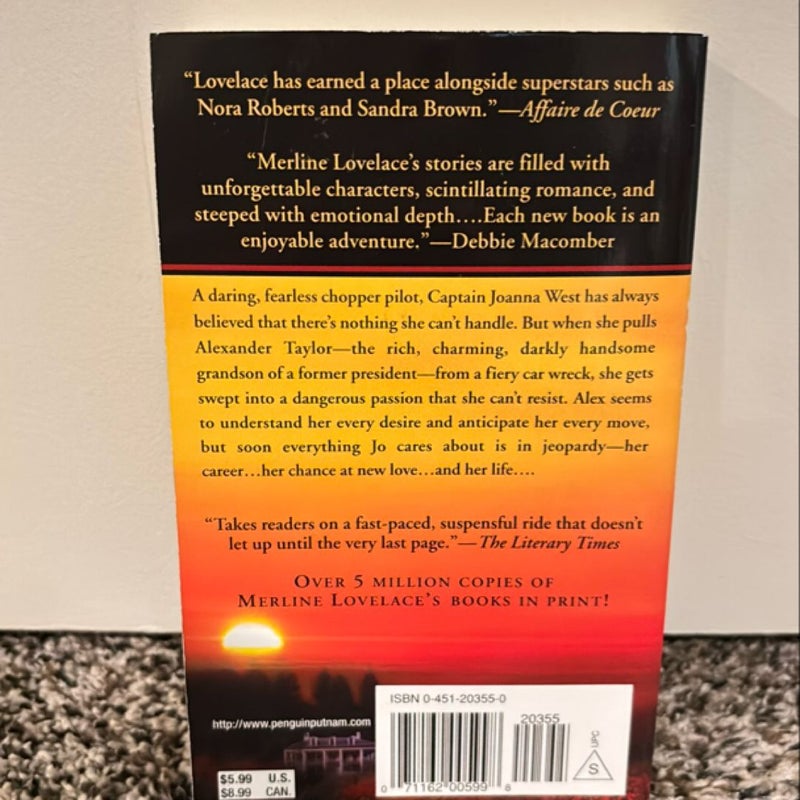 “Lovelace has earned a place alongside superstars such as
Nora Roberts and Sandra Brown.”—Affaire de Coeur
“Merline Lovelace’s stories are filled with
unforgettable characters, scintillating romance, and
steeped with emotional depth....Each new book is an
enjoyable adventure.”—Debbie Macomber
A daring, fearless chopper pilot, Captain Joanna West has always
believed that there’s nothing she can’t handle. But when she pulls
Alexander Taylor—the rich, charming, darkly handsome
grandson of a former president—from a fiery car wreck, she gets
swept into a dangerous passion that she can’t resist. Alex seems
to understand her every desire and anticipate her every move,
but soon everything Jo cares about is in jeopardy—her
career...her chance at new love...and her life....
“Takes readers on a fast-paced, suspenseful ride that doesn’t
let up until the very last page.”—The Literary Times
OVER 5 MILLION COPIES OF
MERLINE LOVELACE’S BOOKS IN PRINT!
http://www.penguinputnam.com
$5.99 U.S.
$8.99 CAN.
ISBN 0-451-20355-0
20355
0 71162 00599 8
UPC
S